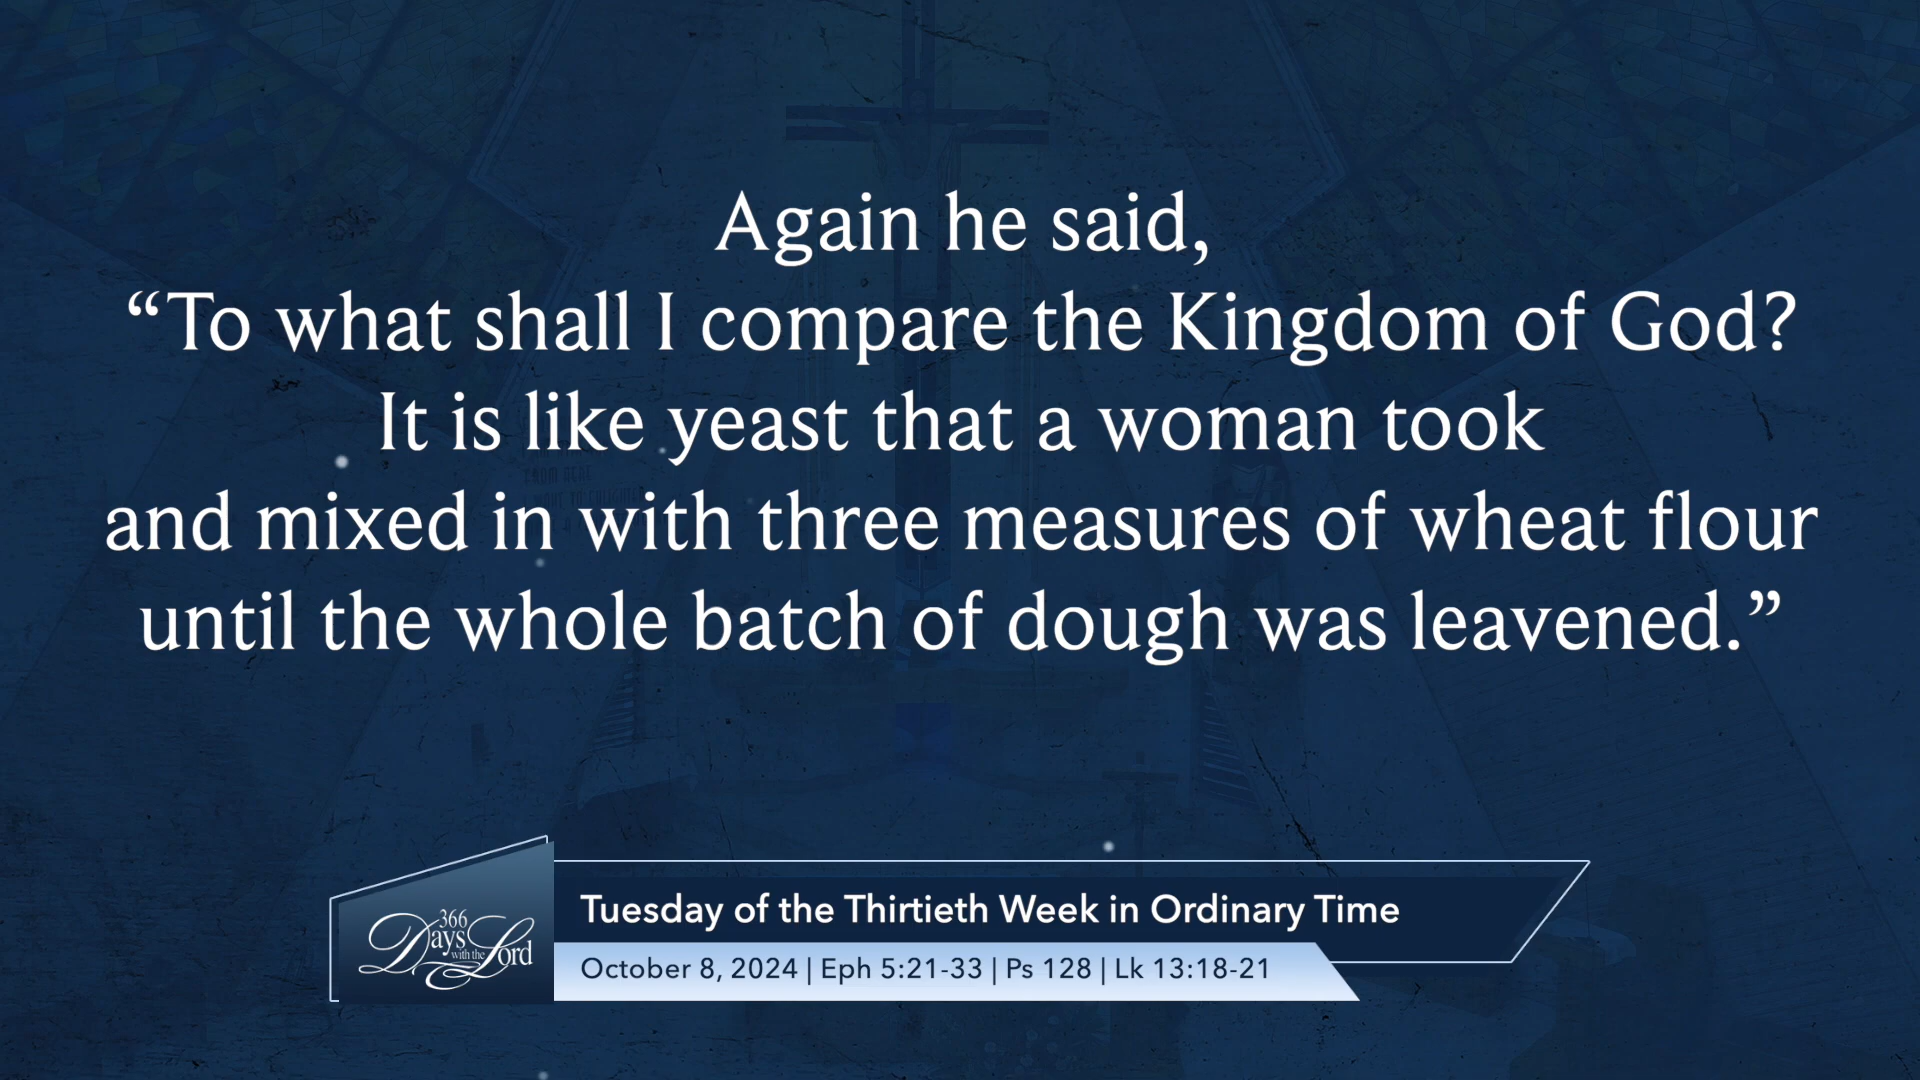 Again he said,
“To what shall I compare the Kingdom of God?
It is like yeast that a woman took
and mixed in with three measures of wheat flour
until the whole batch of dough was leavened.”
366
Days with the Lord
Tuesday of the Thirtieth Week in Ordinary Time
October 8, 2024 | Eph 5:21-33 | Ps 128 | Lk 13:18-21